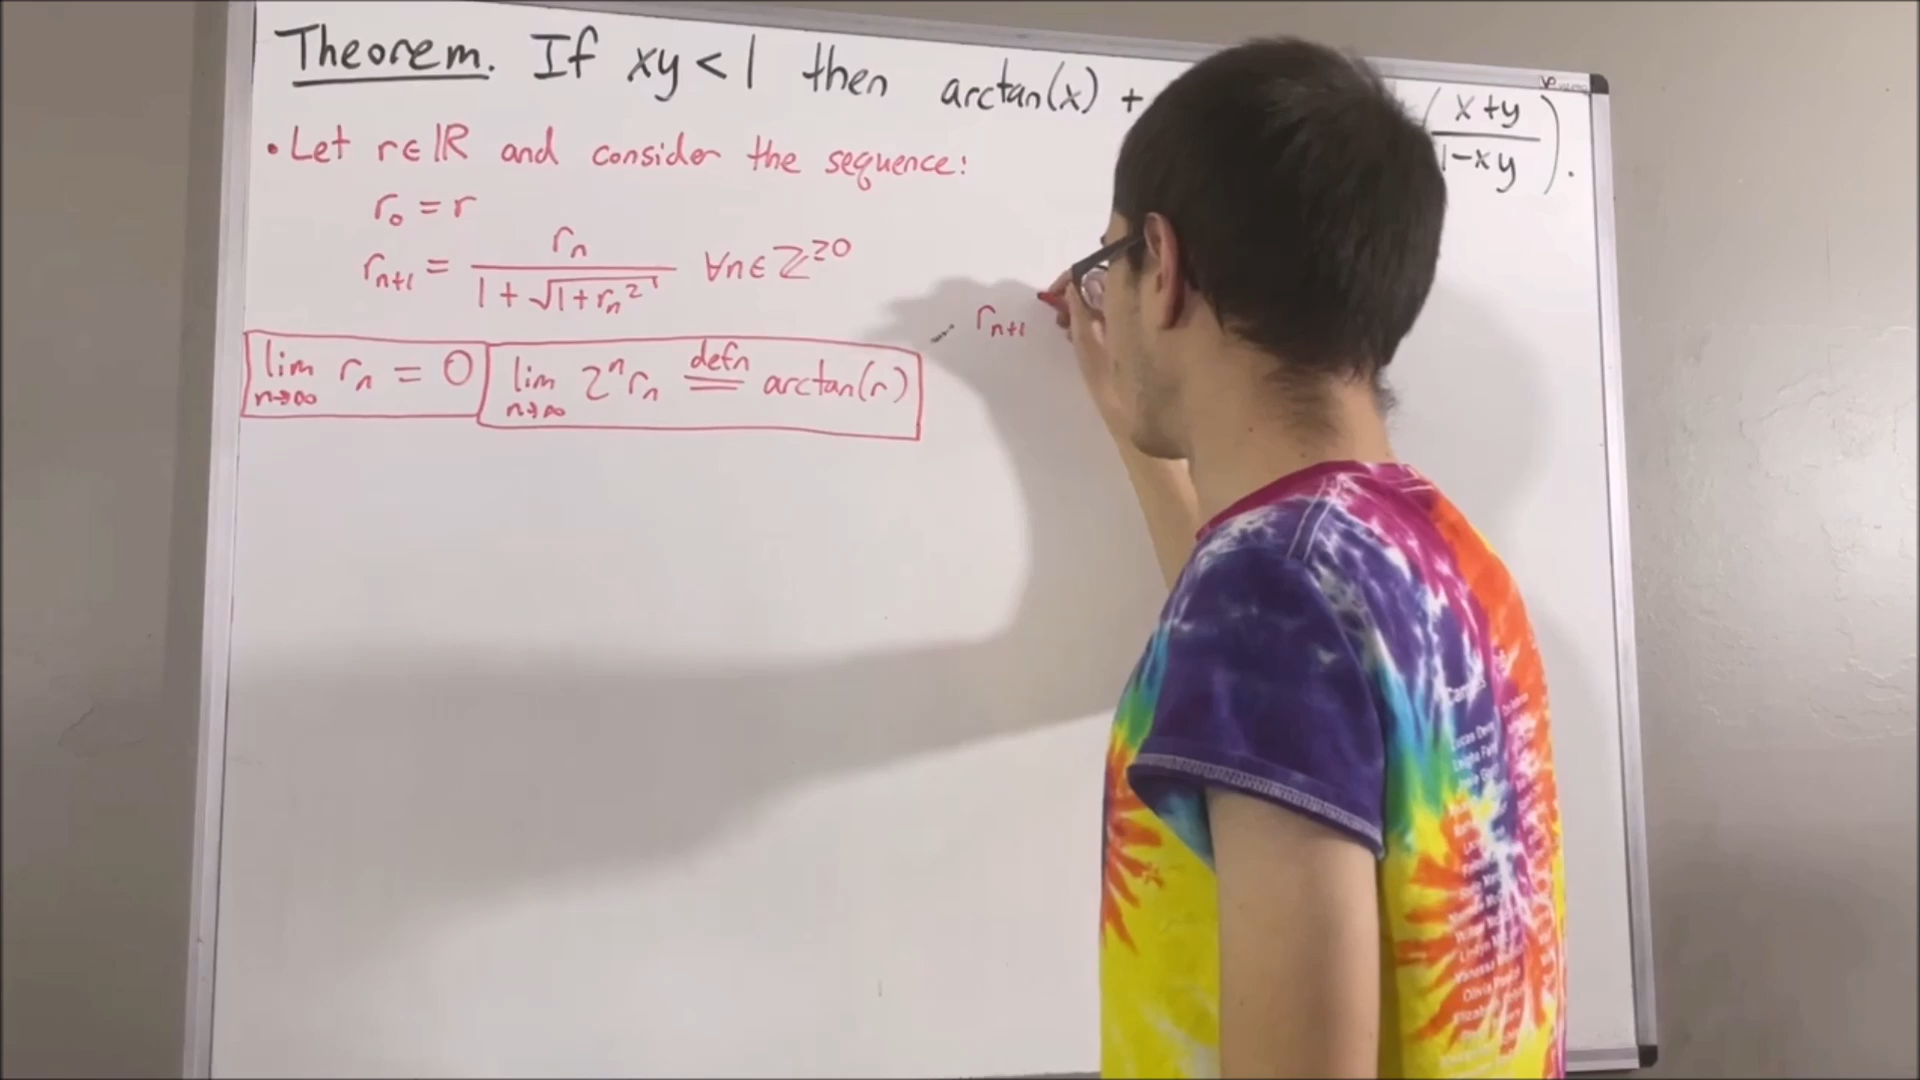 Theorem. If xy < 1 then arctan(x) + (x+y / 1-xy).
• Let r∈ℝ and consider the sequence:
r₀ = r
rₙ₊₁ = rₙ / 1 + √1+rₙ² ∀n∈ℤ^≥0
rₙ₊₁
lim n→∞ rₙ = 0
lim n→∞ 2ⁿrₙ defn = arctan(r)